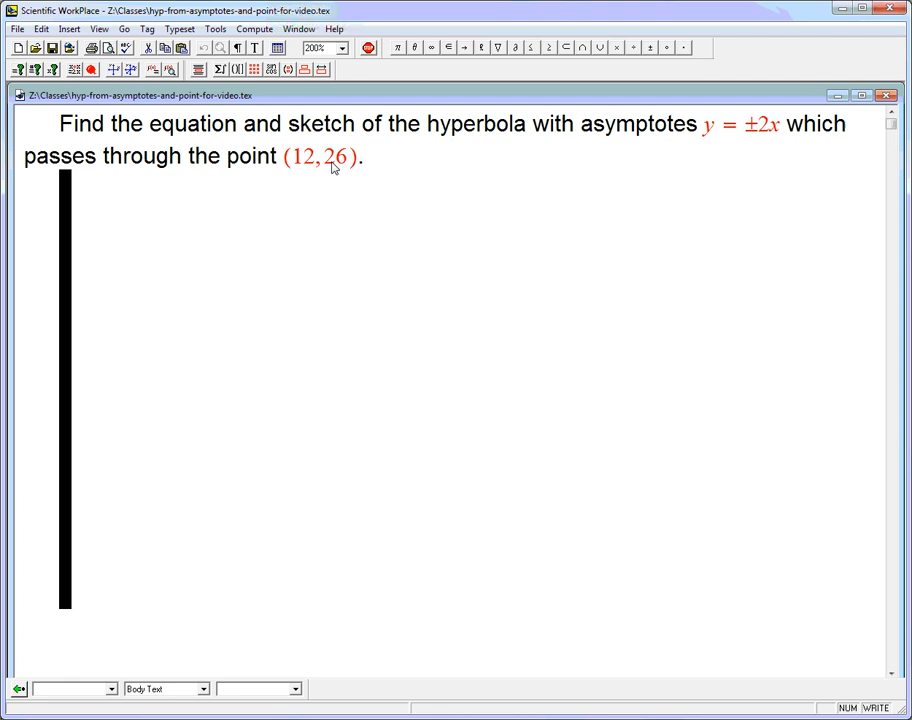 Scientific WorkPlace - Z:\Classes\hyp-from-asymptotes-and-point-for-video.tex
File Edit Insert View Go Tag Typeset Tools Compute Window Help
200%
Z:\Classes\hyp-from-asymptotes-and-point-for-video.tex
Find the equation and sketch of the hyperbola with asymptotes y = ±2x which
passes through the point (12,26).
Body Text
NUM WRITE